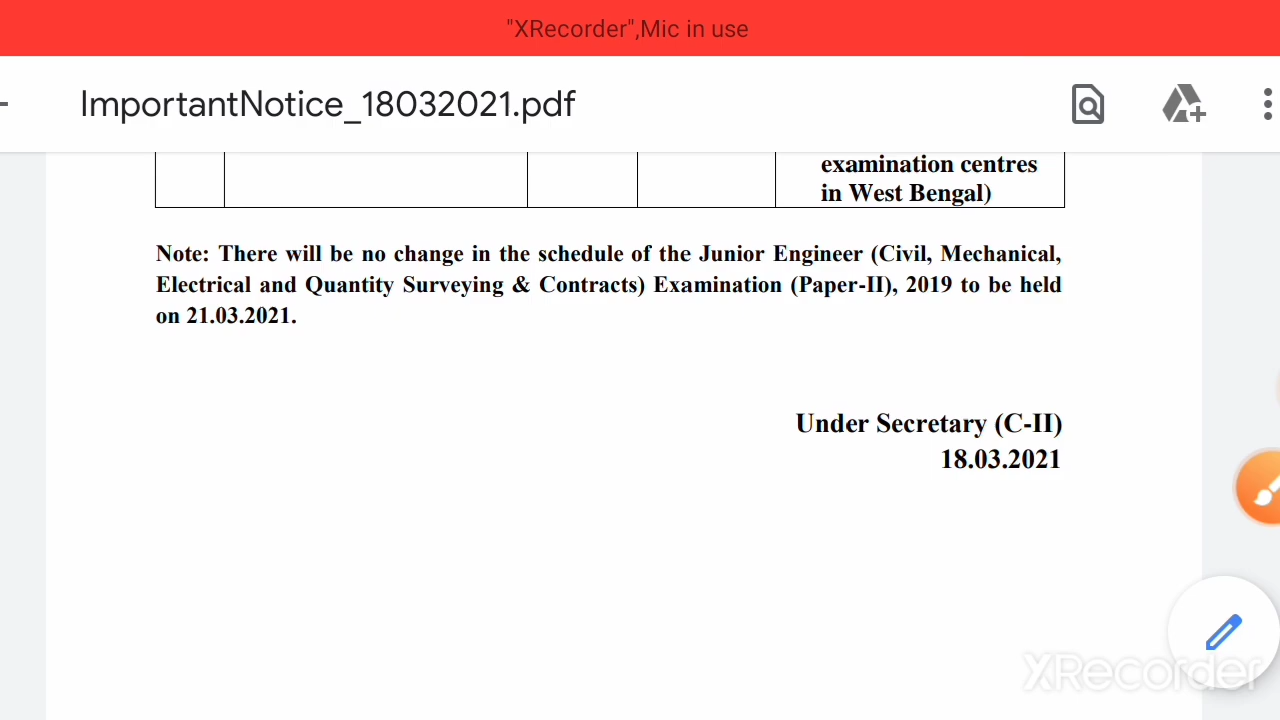 "XRecorder",Mic in use
ImportantNotice_18032021.pdf
examination centres
in West Bengal)
Note: There will be no change in the schedule of the Junior Engineer (Civil, Mechanical,
Electrical and Quantity Surveying & Contracts) Examination (Paper-II), 2019 to be held
on 21.03.2021.
Under Secretary (C-II)
18.03.2021
XRecorder